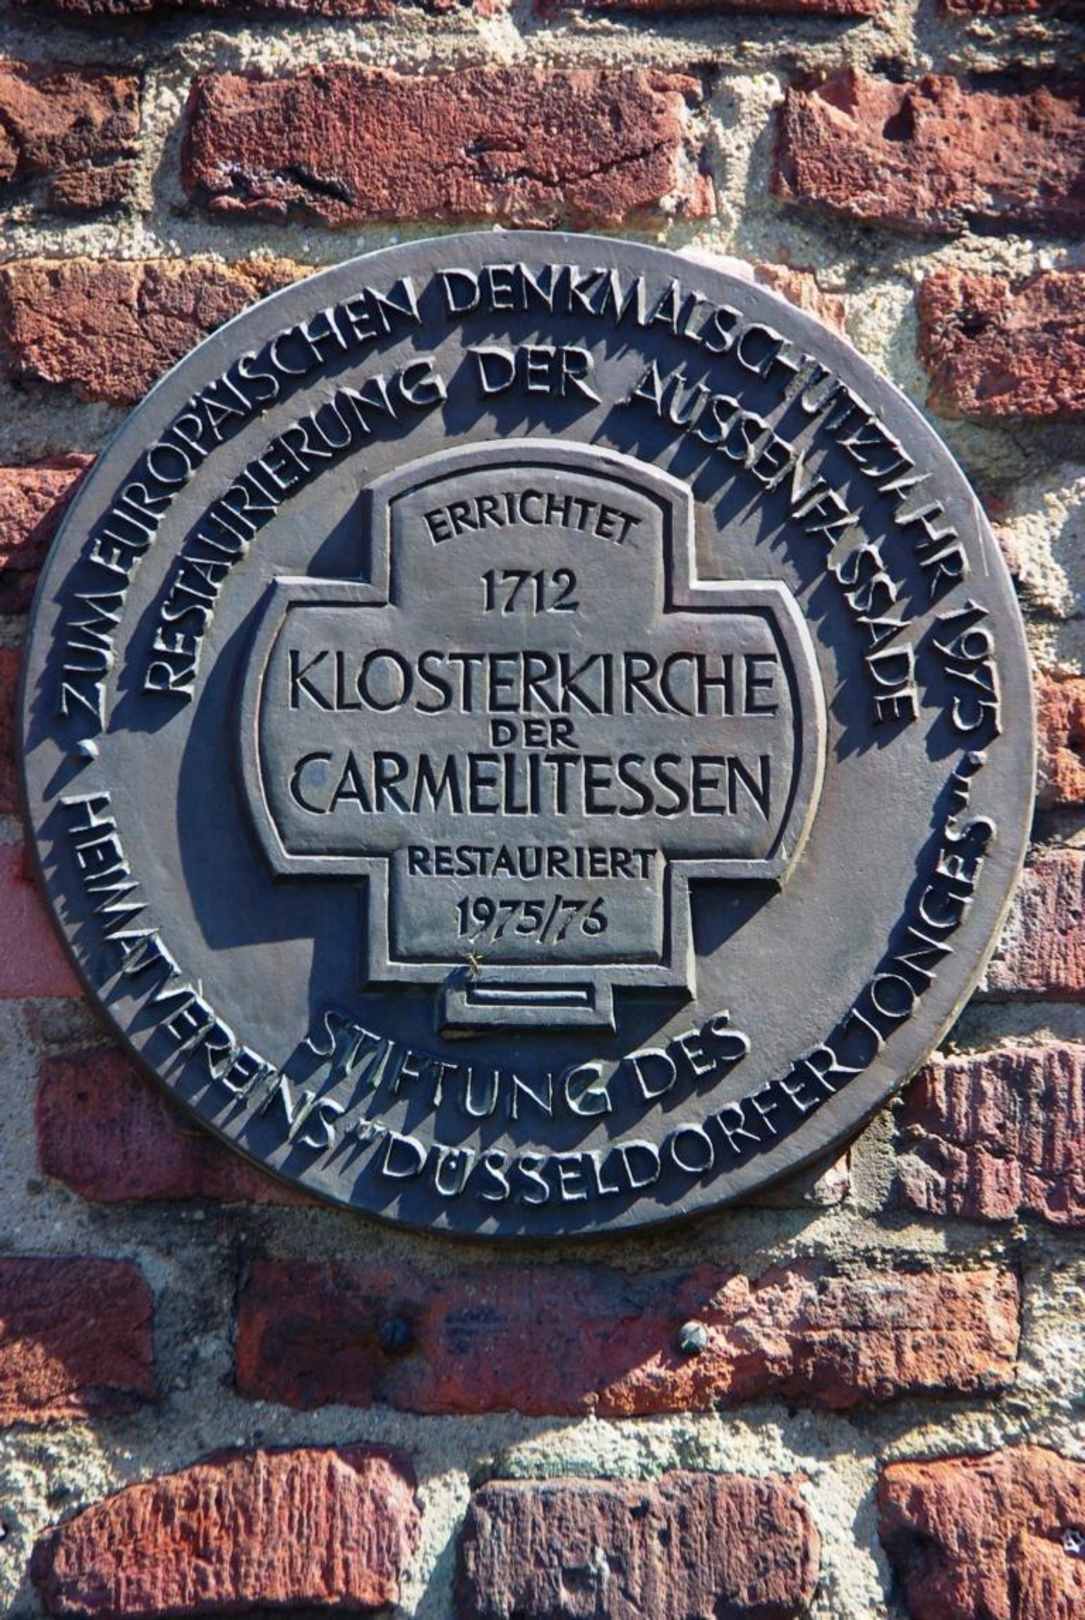 ZUM EUROPÄISCHEN DENKMALSCHUTZJAHR 1975.
RESTAURIERUNG DER AUSSENFASSADE
ERRICHTET
1712
KLOSTERKIRCHE
DER
CARMELITESSEN
RESTAURIERT
1975/76
STIFTUNG DES
· HEIMATVEREINS "DÜSSELDORFER JONGES"